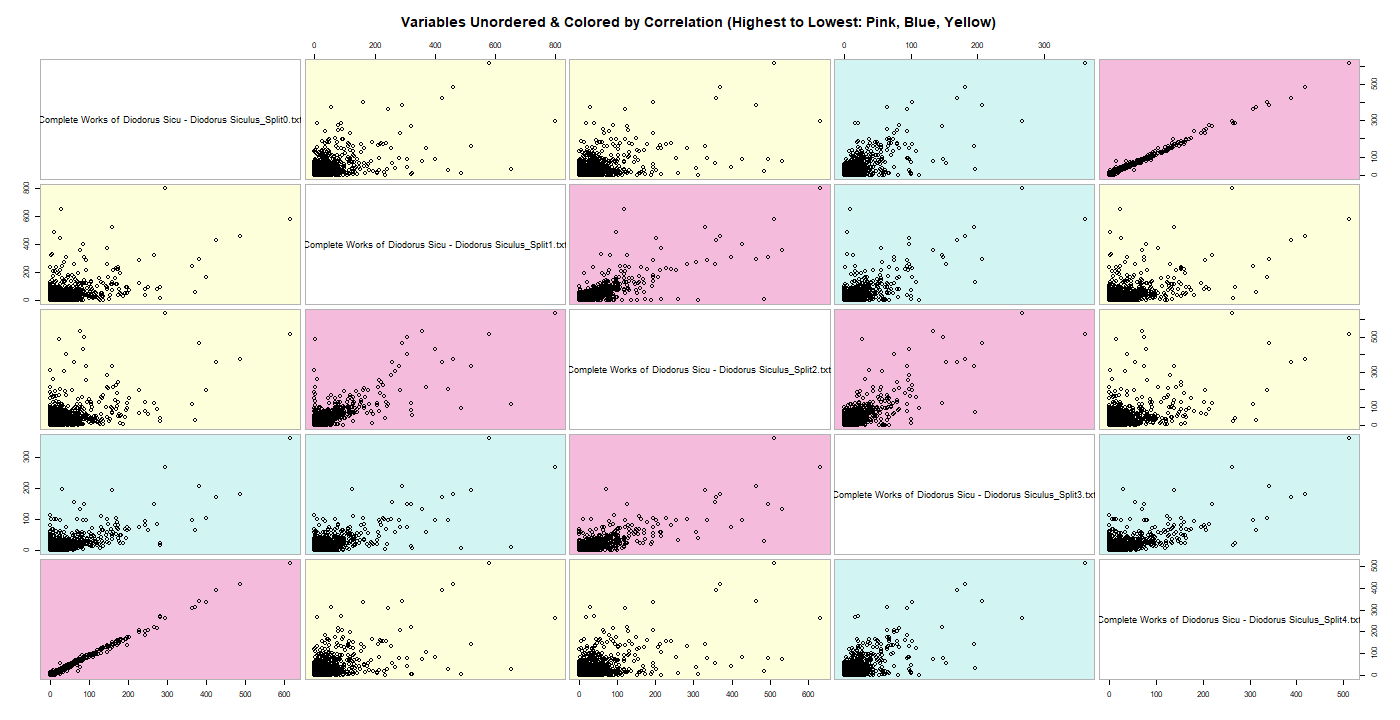 Variables Unordered & Colored by Correlation (Highest to Lowest: Pink, Blue, Yellow)
0 200 400 600 800 0 100 200 300
Complete Works of Diodorus Sicu - Diodorus Siculus_Split0.txt
0 100 300 500
0 200 400 600 800
Complete Works of Diodorus Sicu - Diodorus Siculus_Split1.txt
Complete Works of Diodorus Sicu - Diodorus Siculus_Split2.txt
0 100 300 500
0 100 200 300
Complete Works of Diodorus Sicu - Diodorus Siculus_Split3.txt
Complete Works of Diodorus Sicu - Diodorus Siculus_Split4.txt
0 100 200 300 400 500
0 100 200 300 400 500 600 0 100 200 300 400 500 600 0 100 200 300 400 500